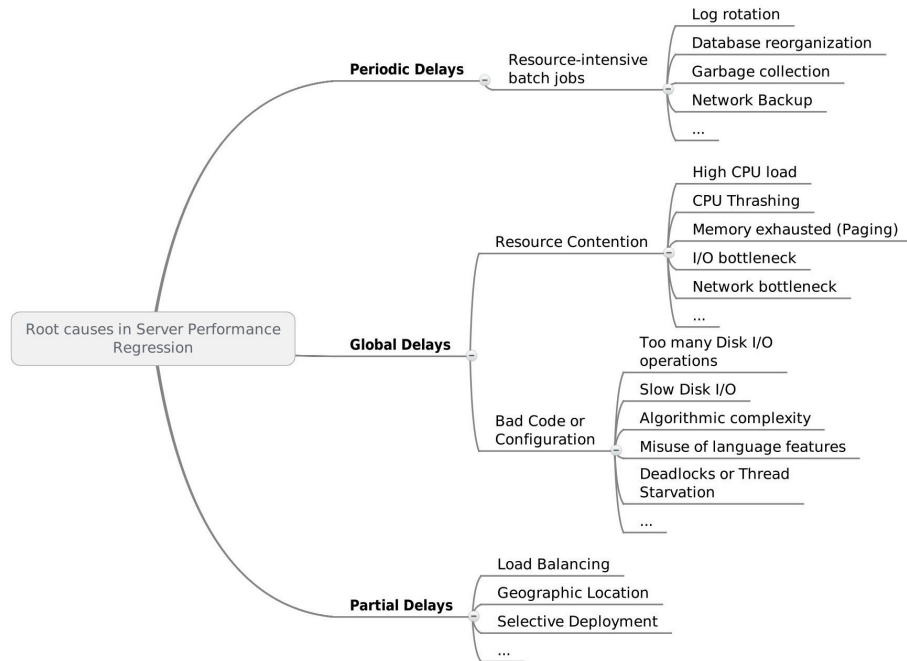 Root causes in Server Performance
Regression
Periodic Delays
Resource-intensive
batch jobs
Log rotation
Database reorganization
Garbage collection
Network Backup
...
Global Delays
Resource Contention
High CPU load
CPU Thrashing
Memory exhausted (Paging)
I/O bottleneck
Network bottleneck
...
Bad Code or
Configuration
Too many Disk I/O
operations
Slow Disk I/O
Algorithmic complexity
Misuse of language features
Deadlocks or Thread
Starvation
...
Partial Delays
Load Balancing
Geographic Location
Selective Deployment
...